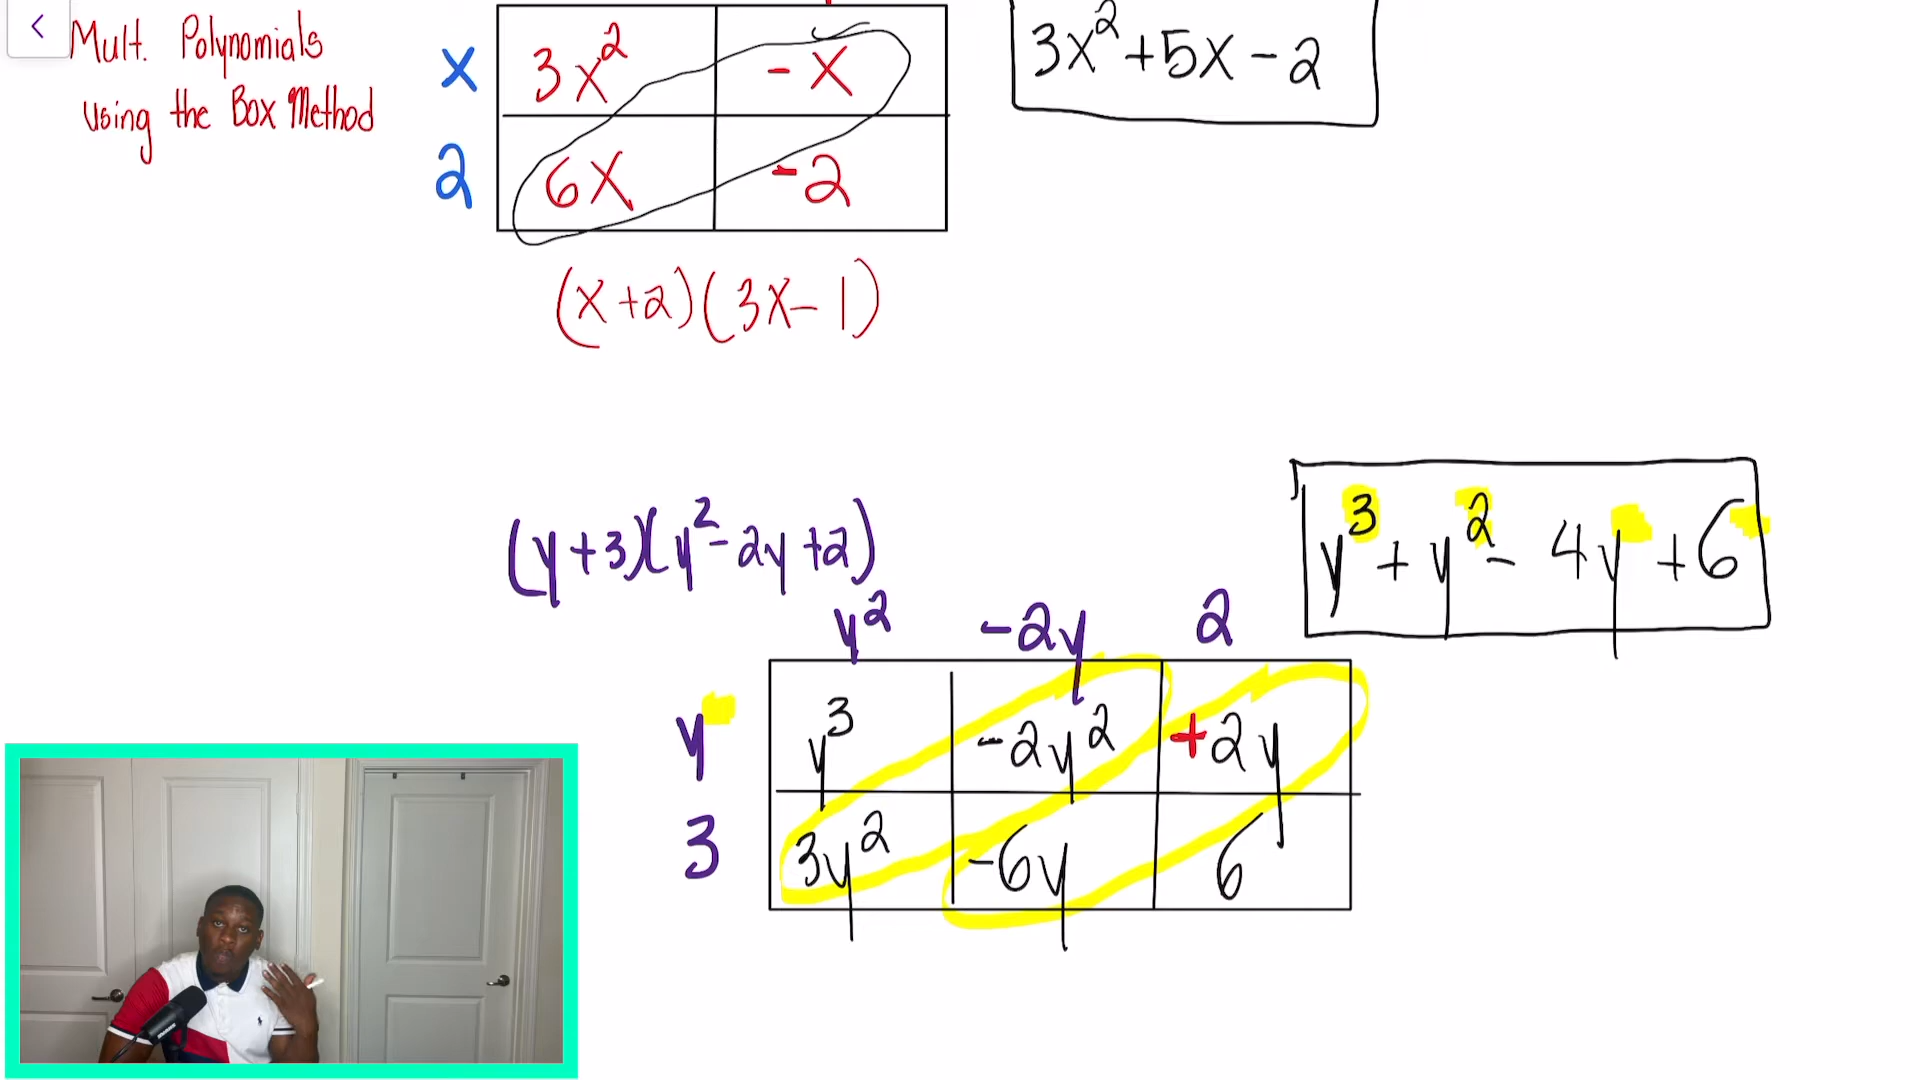 Mult. Polynomials
using the Box Method
x 3x² -x
2 6x -2
(x+2)(3x-1)
3x²+5x-2
(y+3)(y²-2y+2)
y² -2y 2
y y³ -2y² +2y
3 3y² -6y 6
y³+y²-4y+6